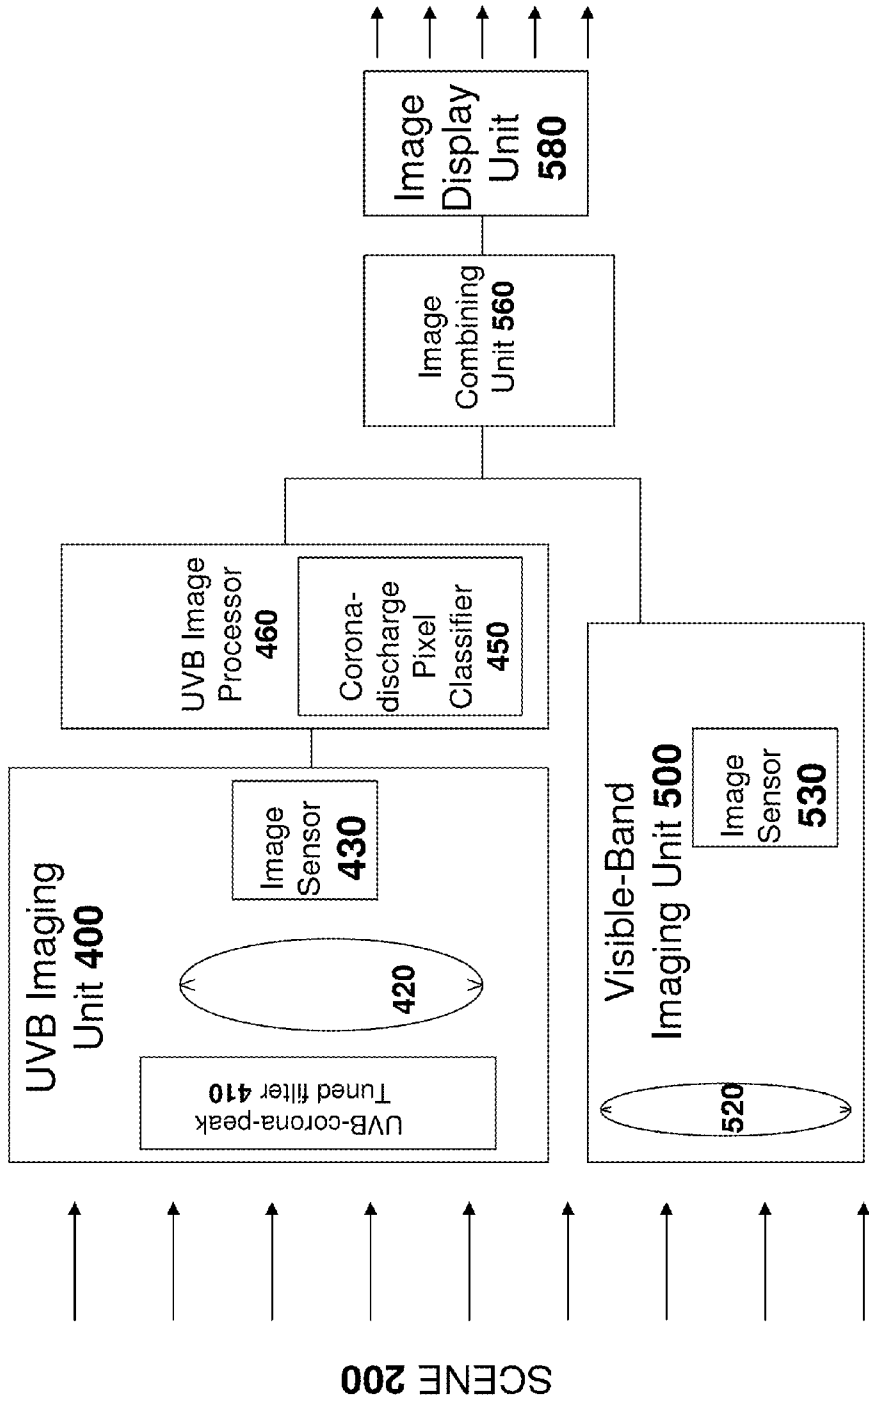 SCENE 200
UVB Imaging
Unit 400
UVB-corona-peak
Tuned filter 410
420
Image
Sensor
430
UVB Image
Processor
460
Corona-
discharge
Pixel
Classifier
450
Visible-Band
Imaging Unit 500
520
Image
Sensor
530
Image
Combining
Unit 560
Image
Display
Unit
580